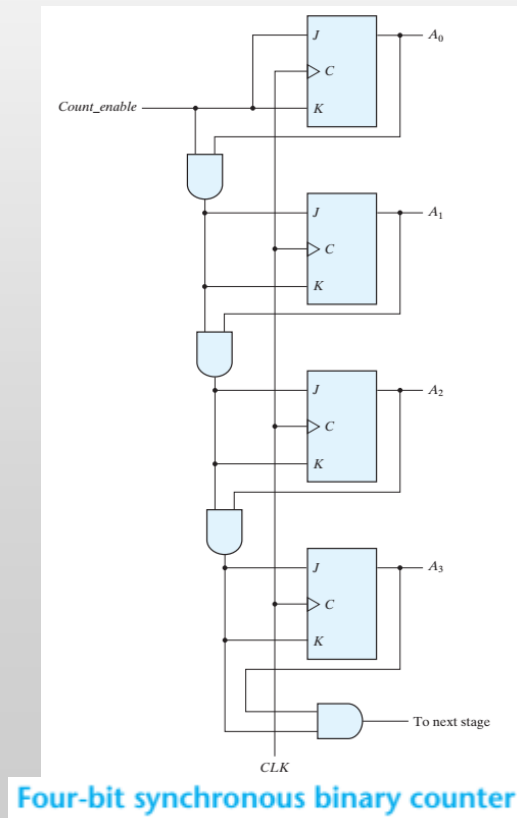 J
A0
C
Count_enable
K
J
A1
C
K
J
A2
C
K
J
A3
C
K
To next stage
CLK
Four-bit synchronous binary counter